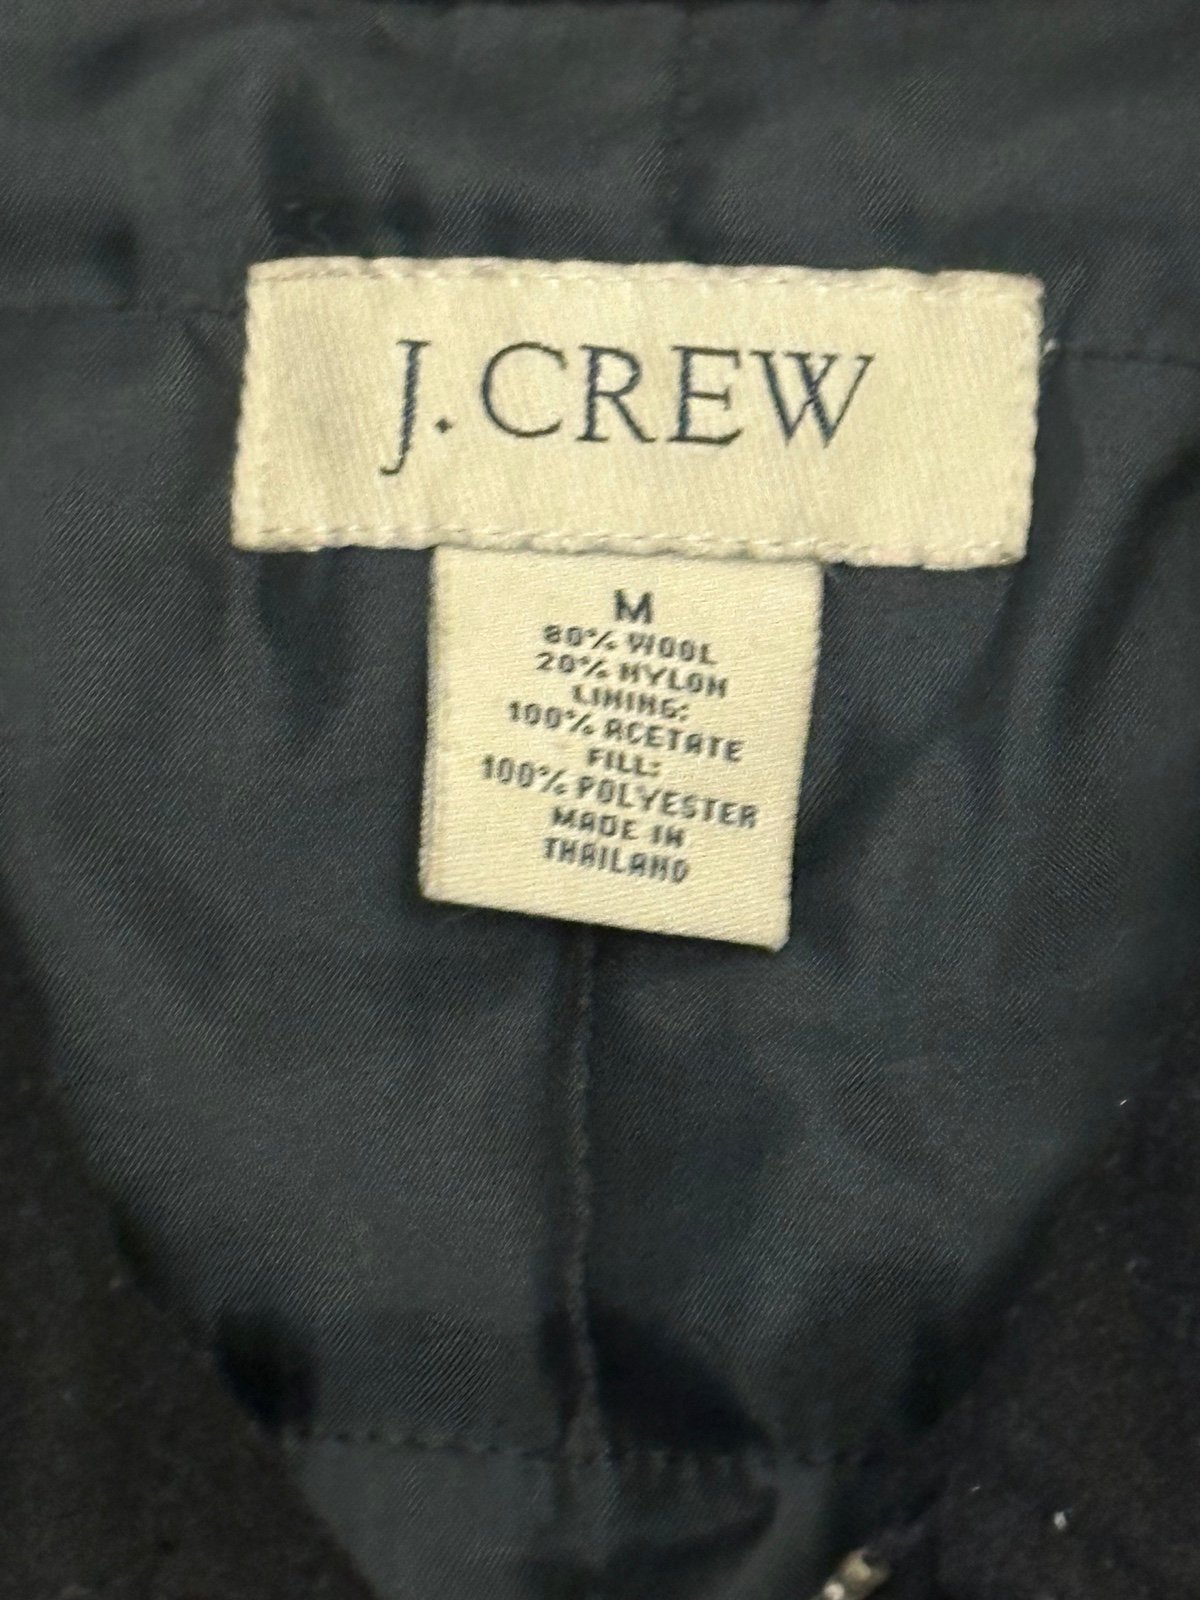 J. CREW
M
80% WOOL
20% NYLON
LINING:
100% ACETATE
FILL:
100% POLYESTER
MADE IN
THAILAND